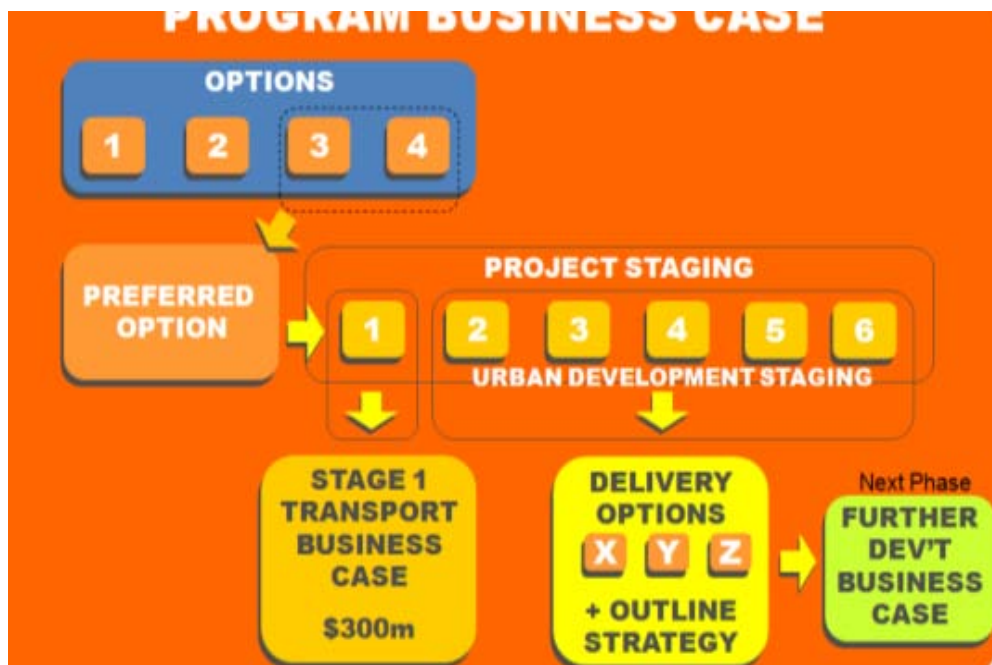 PROGRAM BUSINESS CASE
OPTIONS
1 2 3 4
PREFERRED
OPTION
PROJECT STAGING
1 2 3 4 5 6
URBAN DEVELOPMENT STAGING
STAGE 1
TRANSPORT
BUSINESS
CASE
$300m
DELIVERY
OPTIONS
X Y Z
+ OUTLINE
STRATEGY
Next Phase
FURTHER
DEV'T
BUSINESS
CASE